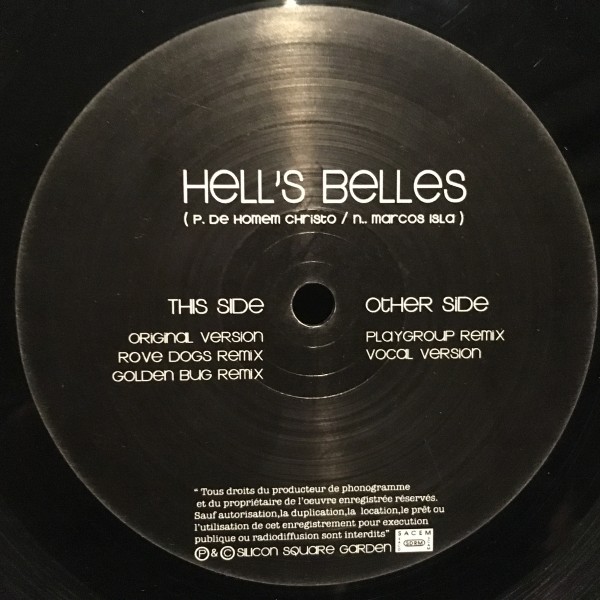 Hell's Belles
( P. De Homem Christo / N.. Marcos Isla )
This Side
Original Version
Rove Dogs Remix
Golden Bug Remix
Other Side
Playgroup Remix
Vocal Version
“ Tous droits du producteur de phonogramme
et du propriétaire de l'oeuvre enregistrée réservés.
Sauf autorisation,la duplication,la location,le prêt ou
l'utilisation de cet enregistrement pour execution
publique ou radiodiffusion sont interdits”
Ⓟ & © Silicon Square Garden
SACEM
SDRM